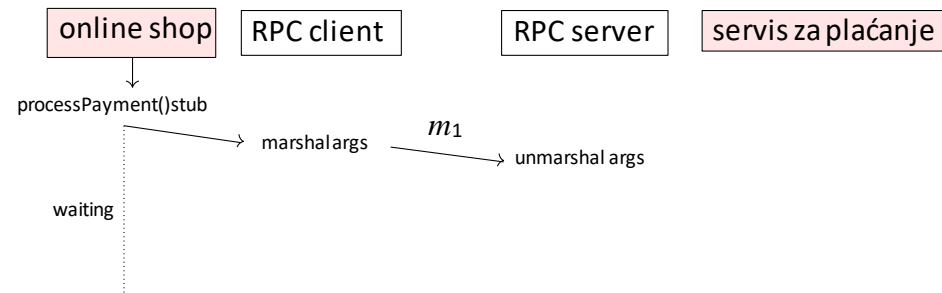 online shop
RPC client
RPC server
servis za plaćanje
processPayment()stub
marshal args
m1
unmarshal args
waiting